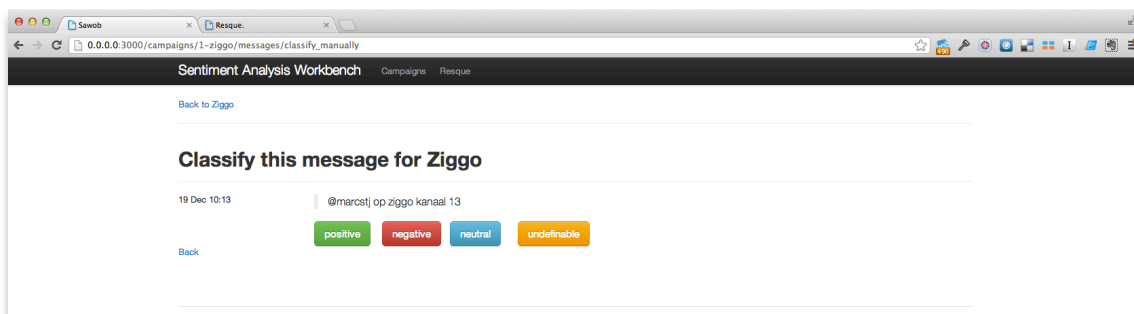 Sawob
Resque.
0.0.0.0:3000/campaigns/1-ziggo/messages/classify_manually
490
Sentiment Analysis Workbench Campaigns Resque
Back to Ziggo
Classify this message for Ziggo
19 Dec 10:13
@marcstj op ziggo kanaal 13
positive negative neutral undefinable
Back